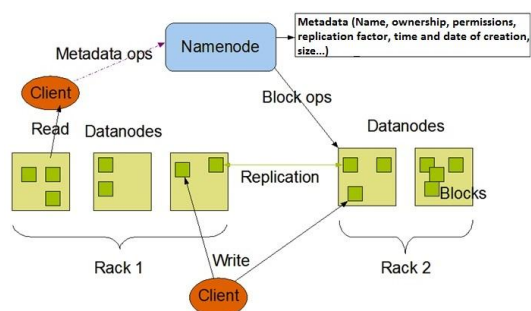 Metadata (Name, ownership, permissions,
replication factor, time and date of creation,
size...)
Namenode
Metadata ops
Client
Block ops
Read
Datanodes
Datanodes
Replication
Blocks
Rack 1
Write
Rack 2
Client